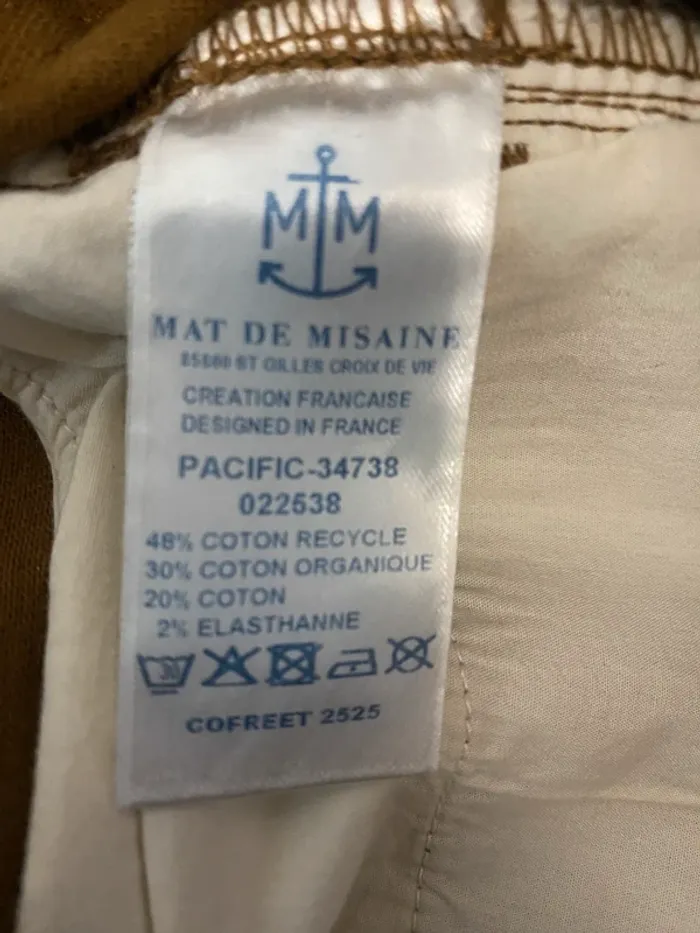 MM
MAT DE MISAINE
85800 ST GILLES CROIX DE VIE
CREATION FRANCAISE
DESIGNED IN FRANCE
PACIFIC-34738
022538
48% COTON RECYCLE
30% COTON ORGANIQUE
20% COTON
2% ELASTHANNE
30
COFREET 2525